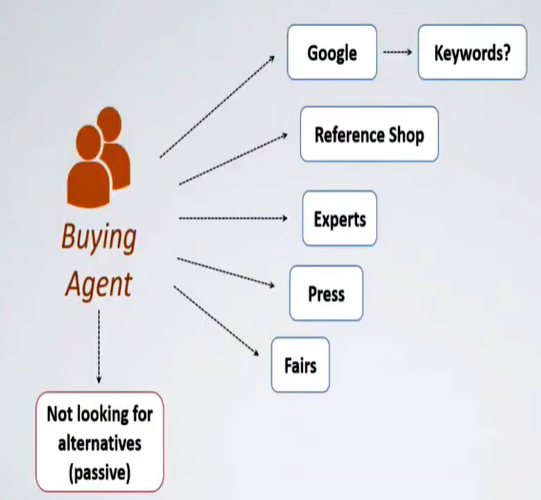 Google
Keywords?
Reference Shop
Experts
Press
Fairs
Buying
Agent
Not looking for
alternatives
(passive)